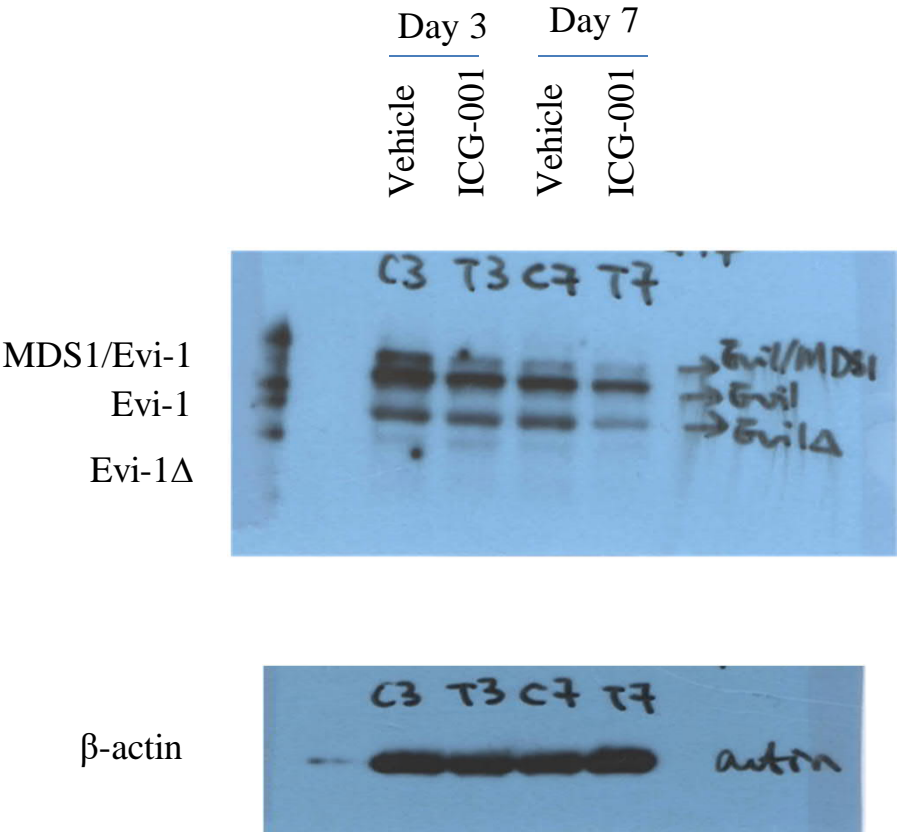 Day 3 Day 7
Vehicle ICG-001 Vehicle ICG-001
C3 T3 C7 T7
MDS1/Evi-1
Evi1/MDS1
Evi-1
Evi1
Evi1Δ
Evi-1Δ
C3 T3 C7 T7
β-actin
actin